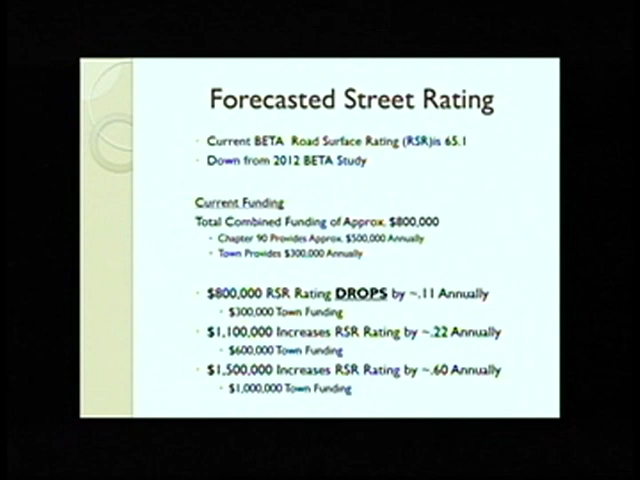 Forecasted Street Rating
Current BETA Road Surface Rating (RSR)is 65.1
Down from 2012 BETA Study
Current Funding
Total Combined Funding of Approx. $800,000
Chapter 90 Provides Approx. $500,000 Annually
Town Provides $300,000 Annually
$800,000 RSR Rating DROPS by ~.11 Annually
$300,000 Town Funding
$1,100,000 Increases RSR Rating by ~.22 Annually
$600,000 Town Funding
$1,500,000 Increases RSR Rating by ~.60 Annually
$1,000,000 Town Funding